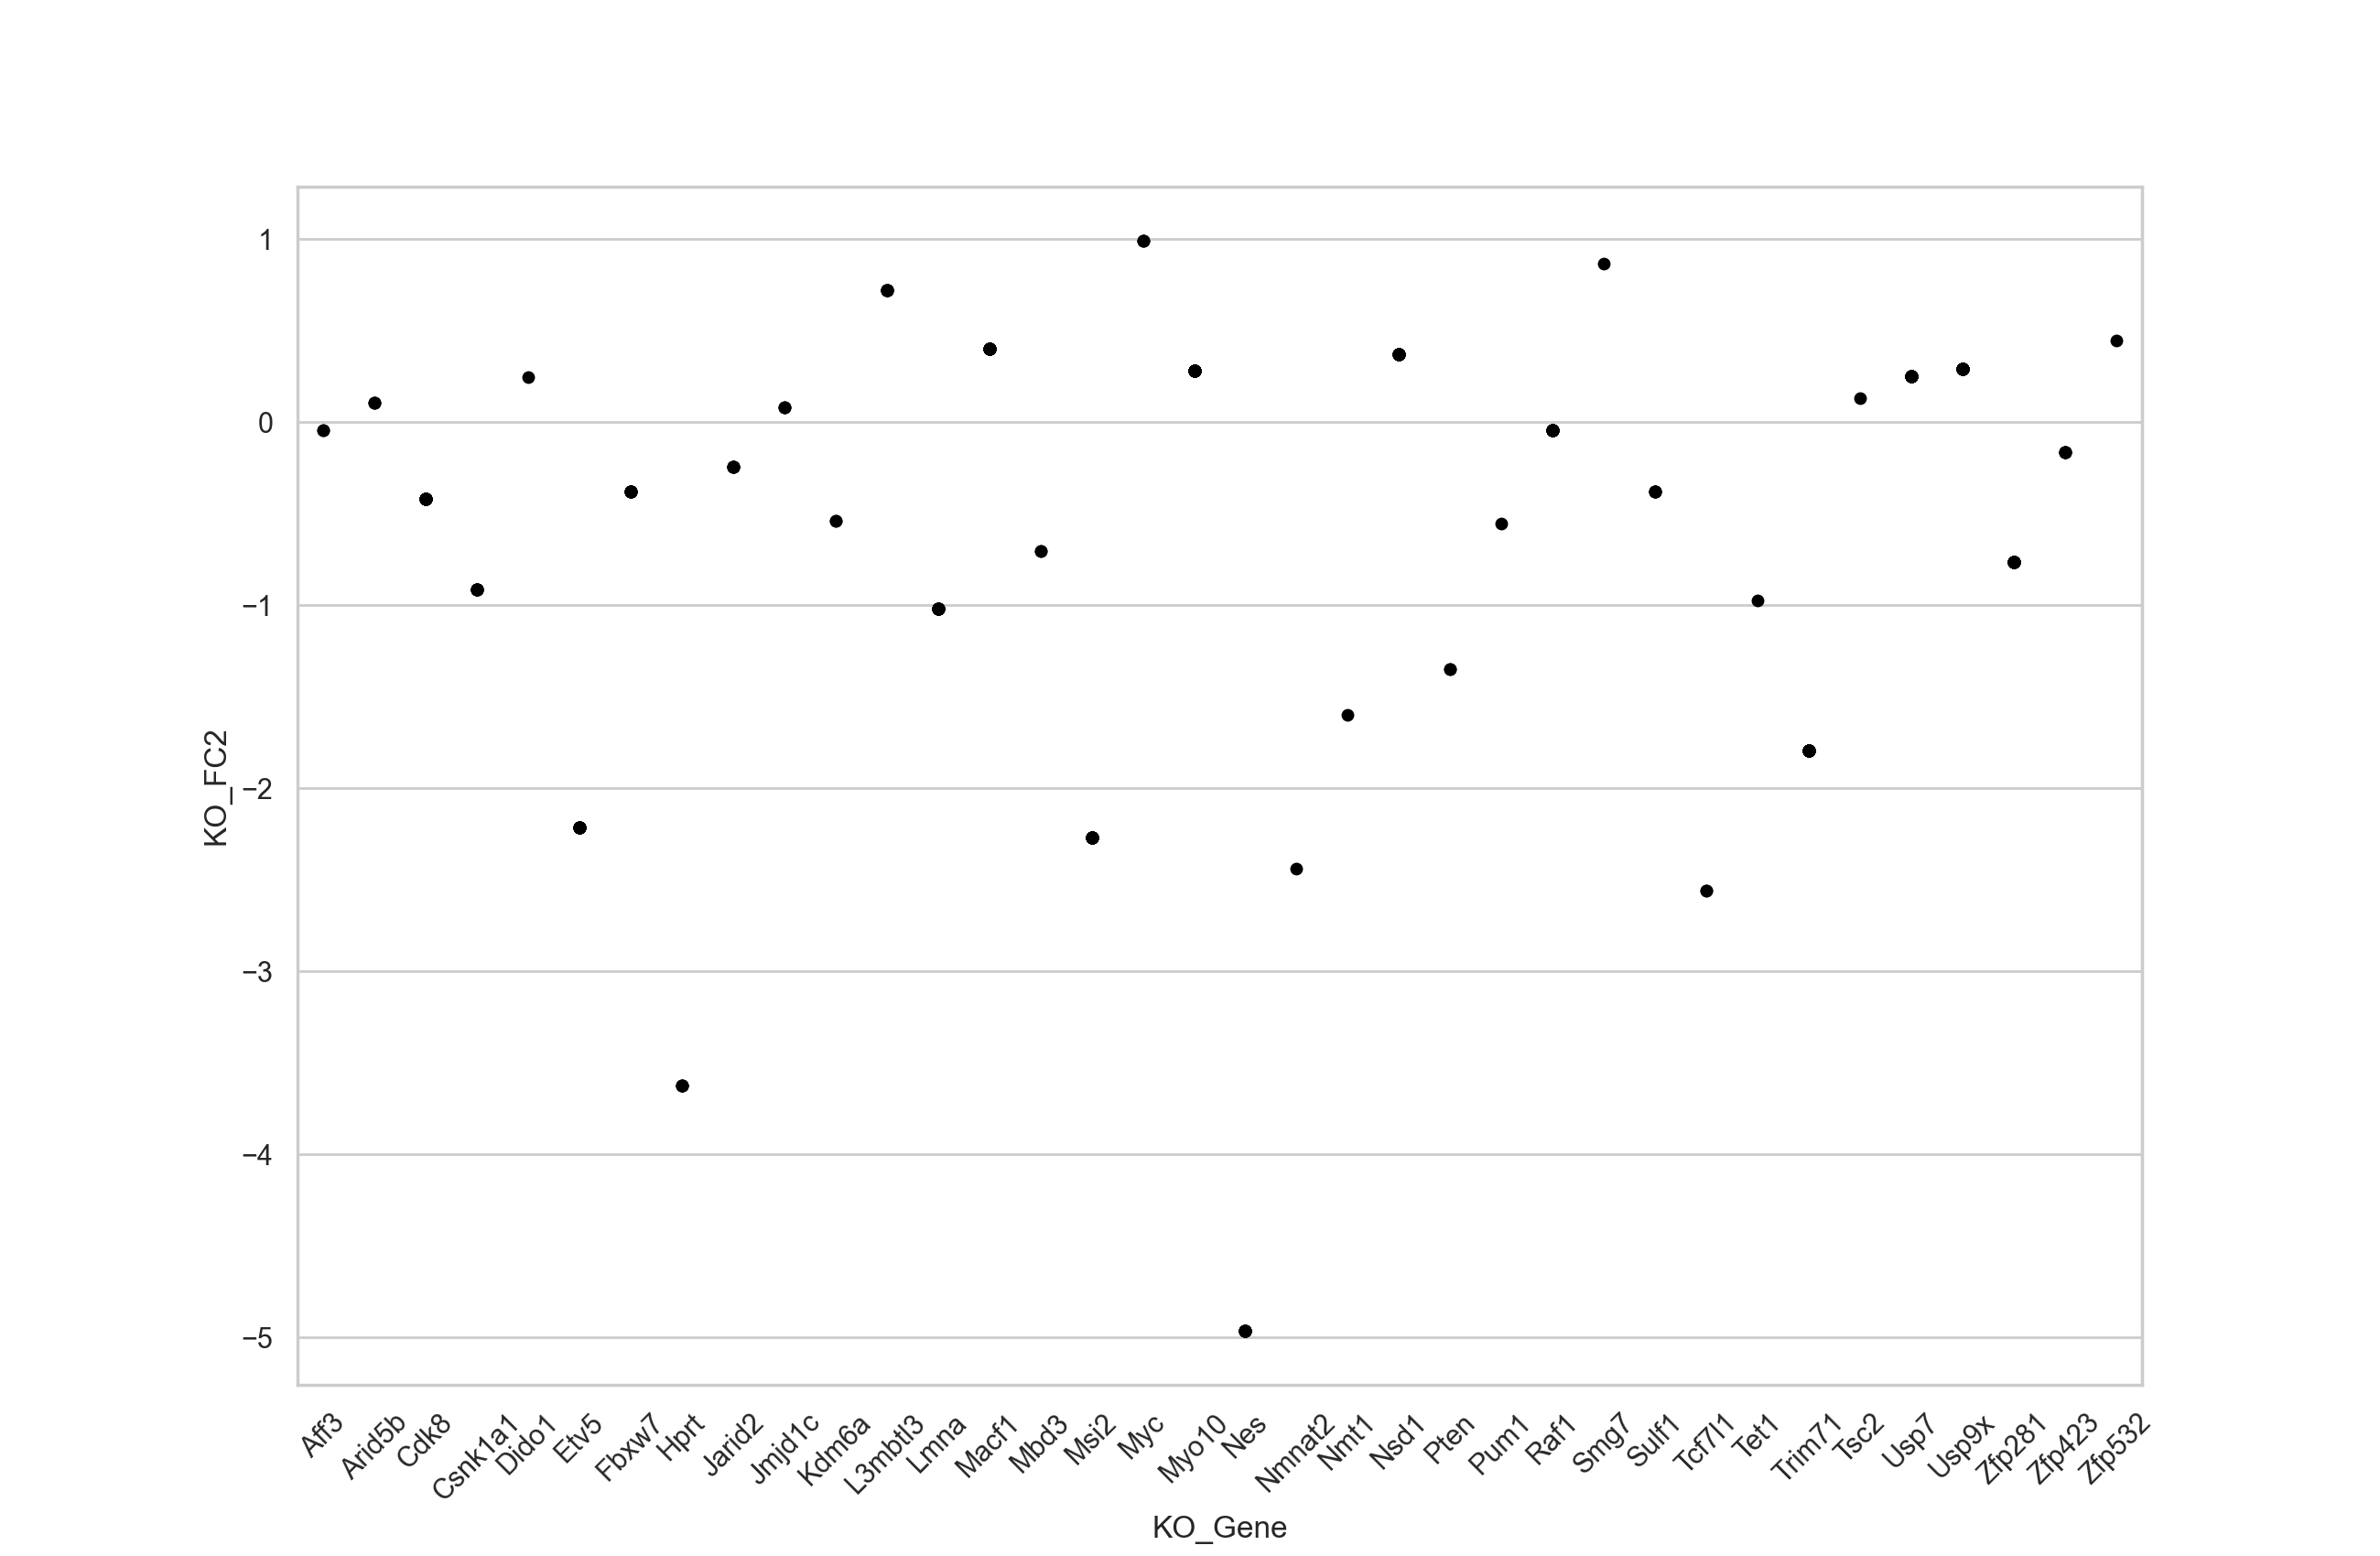 1
0
−1
−2
−3
−4
−5
KO_FC2
Aff3
Arid5b
Cdk8
Csnk1a1
Dido1
Etv5
Fbxw7
Hprt
Jarid2
Jmjd1c
Kdm6a
L3mbtl3
Lmna
Macf1
Mbd3
Msi2
Myc
Myo10
Nes
Nmnat2
Nmt1
Nsd1
Pten
Pum1
Raf1
Smg7
Sulf1
Tcf7l1
Tet1
Trim71
Tsc2
Usp7
Usp9x
Zfp281
Zfp423
Zfp532
KO_Gene